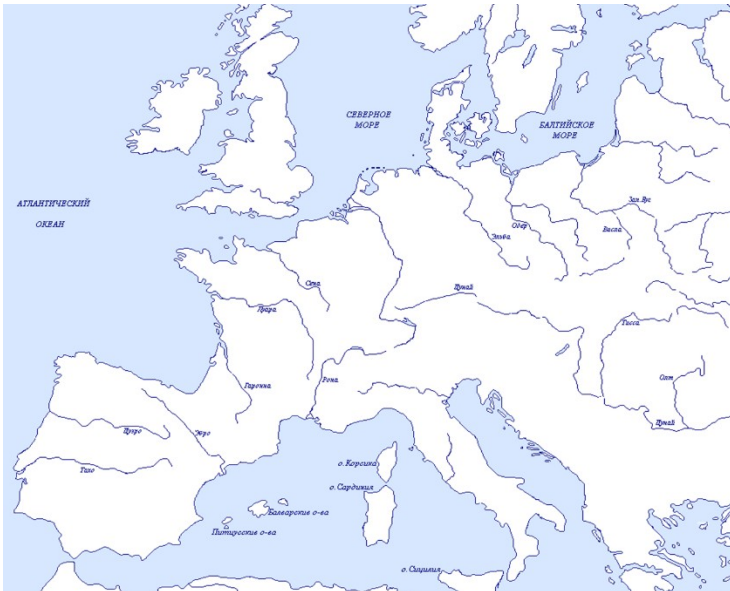 СЕВЕРНОЕ
МОРЕ
БАЛТИЙСКОЕ
МОРЕ
АТЛАНТИЧЕСКИЙ
ОКЕАН
Зап. Буг
Одер
Висла
Эльба
Сена
Дунай
Луара
Тисса
Гаронна
Рона
Олт
Дунай
Дуэро
Эбро
Тахо
о. Корсика
о. Сардиния
Балеарские о-ва
Питиусские о-ва
о. Сицилия